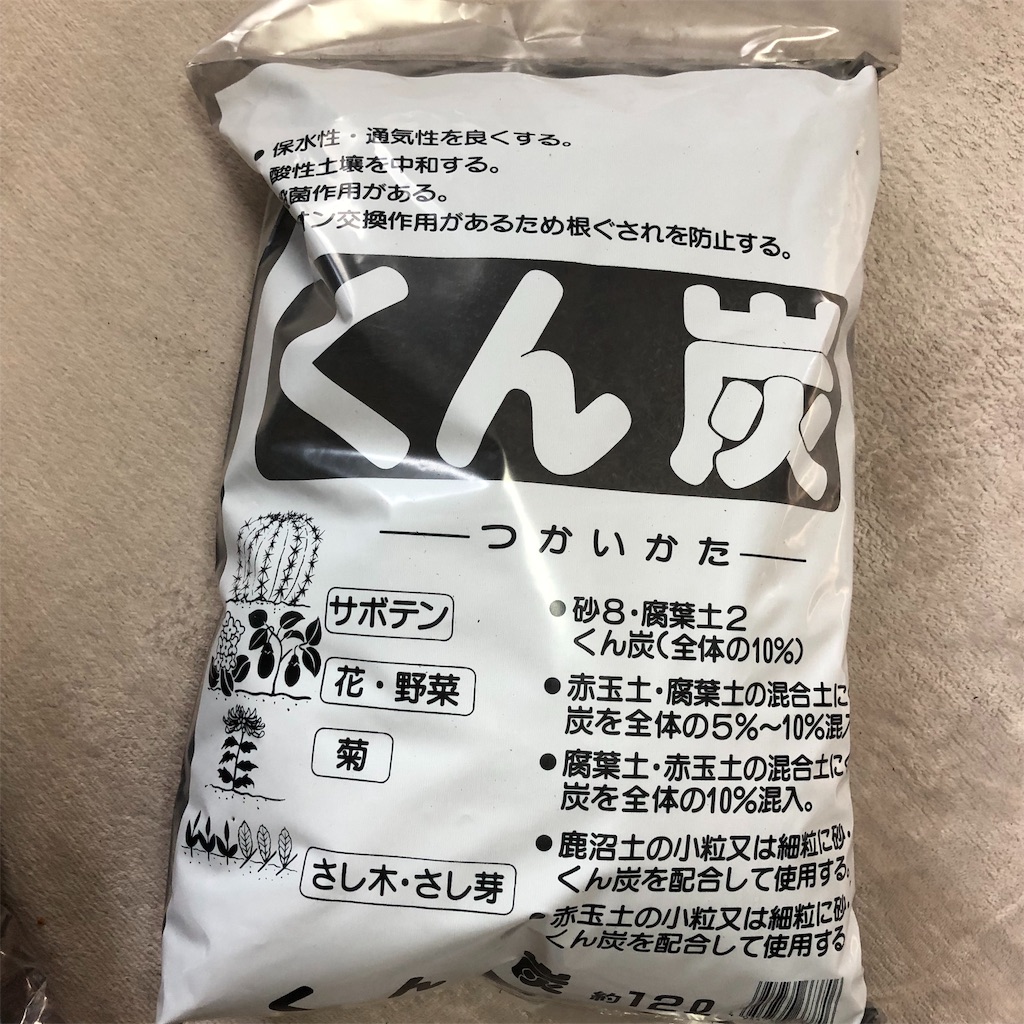 • 保水性・通気性を良くする。
酸性土壌を中和する。
菌作用がある。
オン交換作用があるため根ぐされを防止する。
くん炭
つかいかた
サボテン
• 砂8・腐葉土2
くん炭(全体の10%)
花・野菜
• 赤玉土・腐葉土の混合土に
炭を全体の5%〜10%混
菊
• 腐葉土・赤玉土の混合土に
炭を全体の10%混入。
さし木・さし芽
• 鹿沼土の小粒又は細粒に砂・
くん炭を配合して使用する。
• 赤玉土の小粒又は細粒に砂・
くん炭を配合して使用する
くん炭 約12ℓ